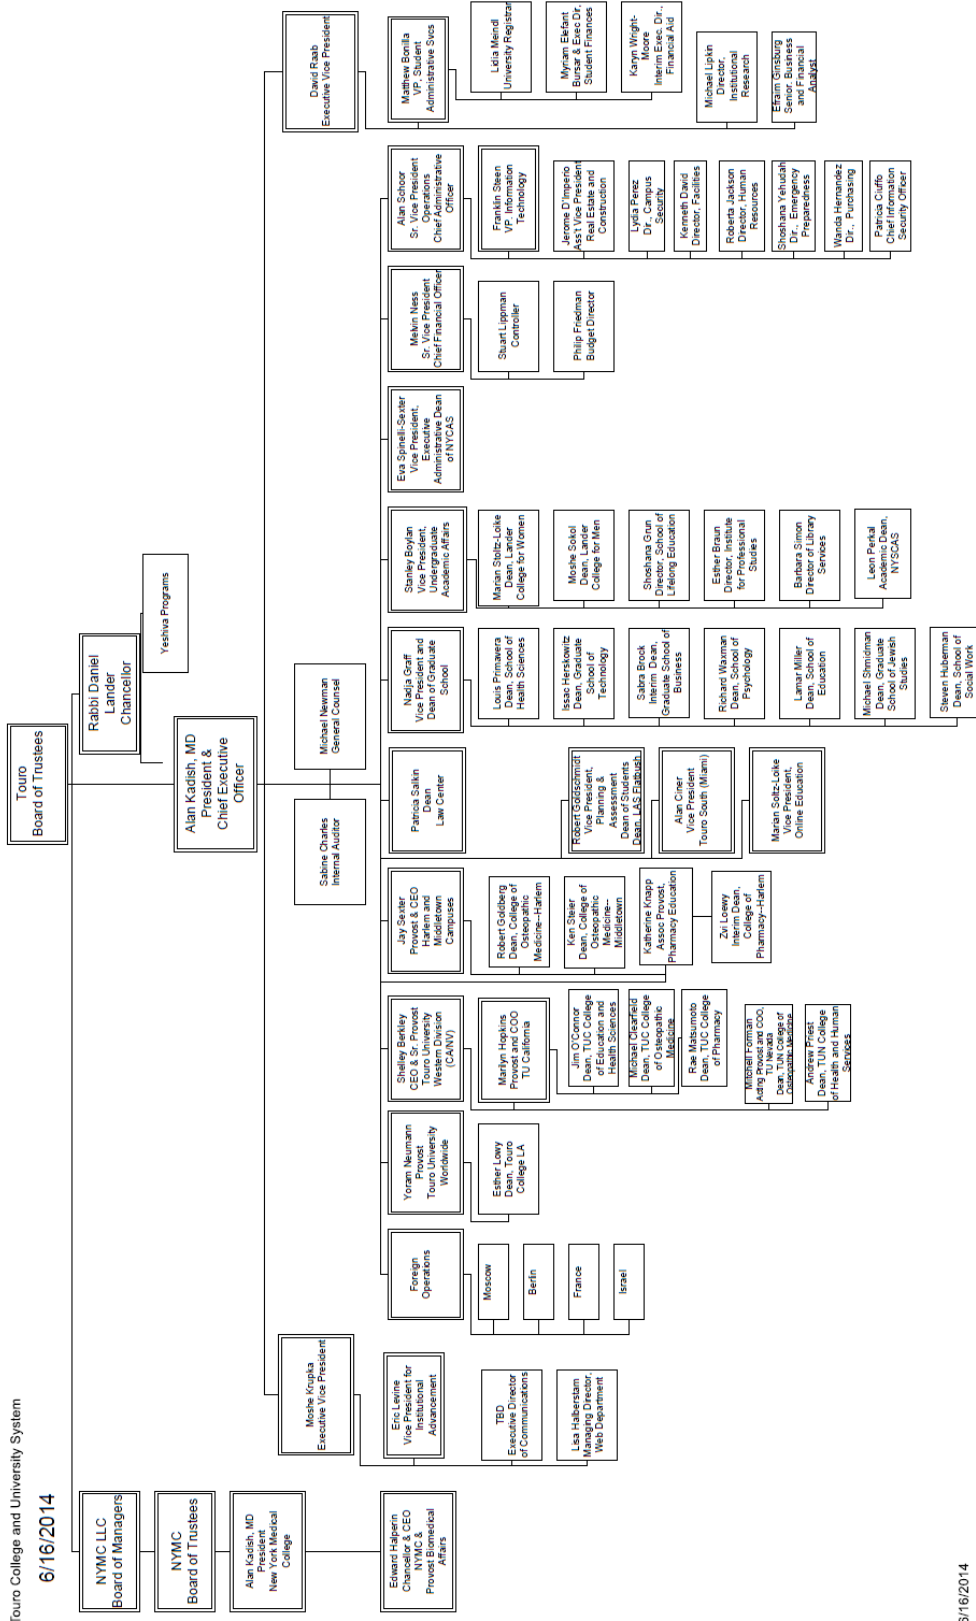 Touro College and University System
6/16/2014
Touro
Board of Trustees
NYMC LLC
Board of Managers
Rabbi Daniel
Lander
Chancellor
Yeshiva Programs
NYMC
Board of Trustees
Alan Kadish, MD
President &
Chief Executive
Officer
Alan Kadish, MD
President
New York Medical
College
Edward Halperin
Chancellor & CEO
NYMC &
Provost Biomedical
Affairs
Sabine Charles
Internal Auditor
Michael Newman
General Counsel
Moshe Krupka
Executive Vice President
Eric Levine
Vice President for
Institutional
Advancement
TBD
Executive Director
of Communications
Lisa Halberstam
Managing Director,
Web Department
Foreign
Operations
Moscow
Berlin
France
Israel
Yoram Neumann
Provost
Touro University
Worldwide
Esther Lowy
Dean, Touro
College LA
Shelley Berkley
CEO & Sr. Provost
Touro University
Western Division
(CA/NV)
Marilyn Hopkins
Provost and COO
TU California
Jim O'Connor
Dean, TUC College
of Education and
Health Sciences
Michael Clearfield
Dean, TUC College
of Osteopathic
Medicine
Rae Matsumoto
Dean, TUC College
of Pharmacy
Mitchell Forman
Acting Provost and COO,
TU Nevada
Dean, TUN College of
Osteopathic Medicine
Andrew Priest
Dean, TUN College
of Health and Human
Services
Jay Sexter
Provost & CEO
Harlem and
Middletown
Campuses
Robert Goldberg
Dean, College of
Osteopathic
Medicine--Harlem
Ken Steier
Dean, College of
Osteopathic
Medicine--
Middletown
Katherine Knapp
Assoc Provost,
Pharmacy Education
Zvi Loewy
Interim Dean,
College of
Pharmacy--Harlem
Patricia Salkin
Dean
Law Center
Robert Goldschmidt
Vice President,
Planning &
Assessment
Dean of Students
Dean, LAS Flatbush
Alan Ciner
Vice President
Touro South (Miami)
Marian Soltz-Loike
Vice President,
Online Education
Nadja Graff
Vice President and
Dean of Graduate
School
Louis Primavera
Dean, School of
Health Sciences
Issac Herskowitz
Dean, Graduate
School of
Technology
Sabra Brock
Interim Dean,
Graduate School of
Business
Richard Waxman
Dean, School of
Psychology
Lamar Miller
Dean, School of
Education
Michael Shmidman
Dean, Graduate
School of Jewish
Studies
Steven Huberman
Dean, School of
Social Work
Stanley Boylan
Vice President,
Undergraduate
Academic Affairs
Marian Stoltz-Loike
Dean, Lander
College for Women
Moshe Sokol
Dean, Lander
College for Men
Shoshana Grun
Director, School of
Lifelong Education
Esther Braun
Director, Institute
for Professional
Studies
Barbara Simon
Director of Library
Services
Leon Perkal
Academic Dean,
NYSCAS
Eva Spinelli-Sexter
Vice President,
Executive
Administrative Dean
of NYCAS
Melvin Ness
Sr. Vice President
Chief Financial Officer
Stuart Lippman
Controller
Philip Friedman
Budget Director
Alan Schoor
Sr. Vice President
Operations
Chief Administrative
Officer
Franklin Steen
VP, Information
Technology
Jerome D'Imperio
Ass't Vice President
Real Estate and
Construction
Lydia Perez
Dir., Campus
Security
Kenneth David
Director, Facilities
Roberta Jackson
Director, Human
Resources
Shoshana Yehudah
Dir., Emergency
Preparedness
Wanda Hernandez
Dir., Purchasing
Patricia Ciuffo
Chief Information
Security Officer
David Raab
Executive Vice President
Matthew Bonilla
VP, Student
Administrative Svcs
Lidia Meindl
University Registrar
Myriam Elefant
Bursar & Exec Dir,
Student Finances
Karyn Wright-
Moore
Interim Exec. Dir.,
Financial Aid
Michael Lipkin
Director,
Institutional
Research
Efraim Ginsburg
Senior. Business
and Financial
Analyst
6/16/2014